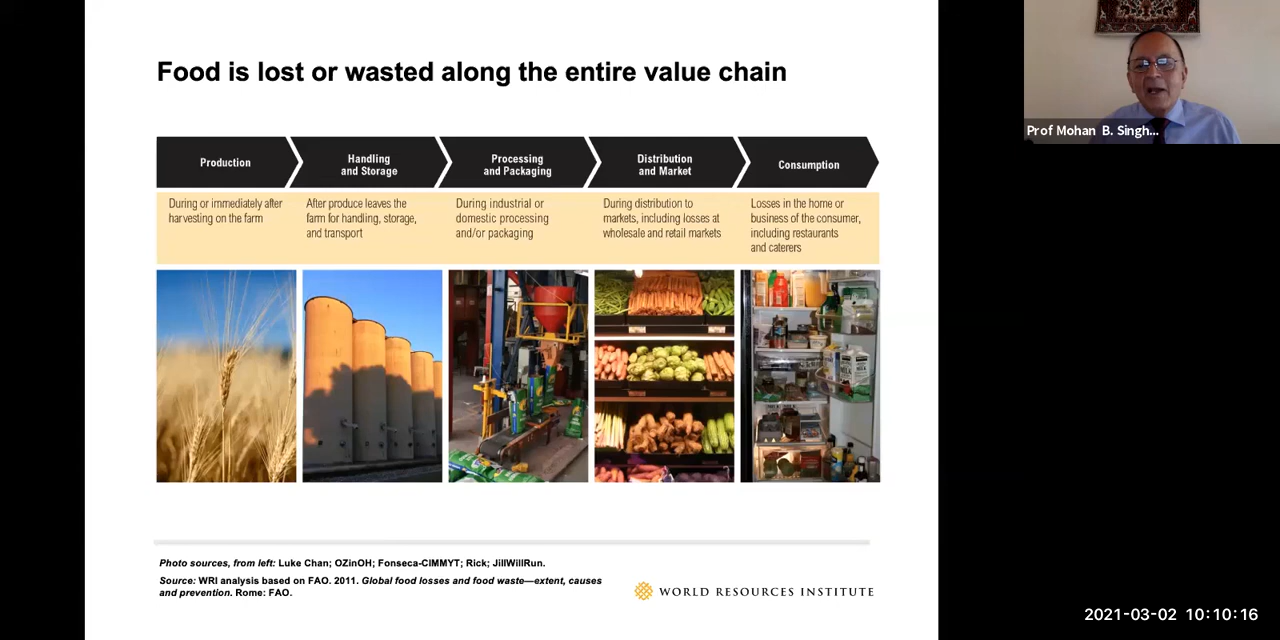 Food is lost or wasted along the entire value chain
Production
Handling
and Storage
Processing
and Packaging
Distribution
and Market
Consumption
During or immediately after
harvesting on the farm
After produce leaves the
farm for handling, storage,
and transport
During industrial or
domestic processing
and/or packaging
During distribution to
markets, including losses at
wholesale and retail markets
Losses in the home or
business of the consumer,
including restaurants
and caterers
Photo sources, from left: Luke Chan; OZinOH; Fonseca-CIMMYT; Rick; JillWillRun.
Source: WRI analysis based on FAO. 2011. Global food losses and food waste—extent, causes
and prevention. Rome: FAO.
WORLD RESOURCES INSTITUTE
Prof Mohan B. Singh...
2021-03-02 10:10:16